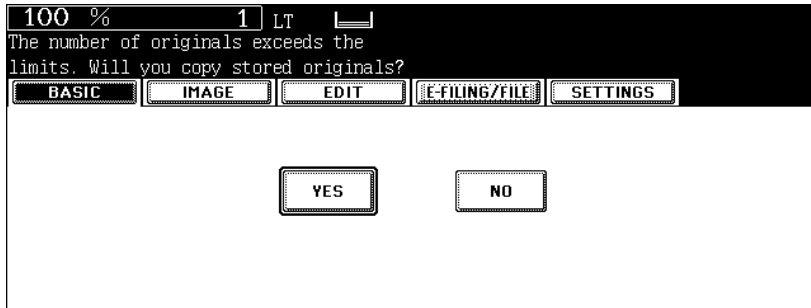 100 % 1 LT
The number of originals exceeds the
limits. Will you copy stored originals?
BASIC IMAGE EDIT E-FILING/FILE SETTINGS
YES NO